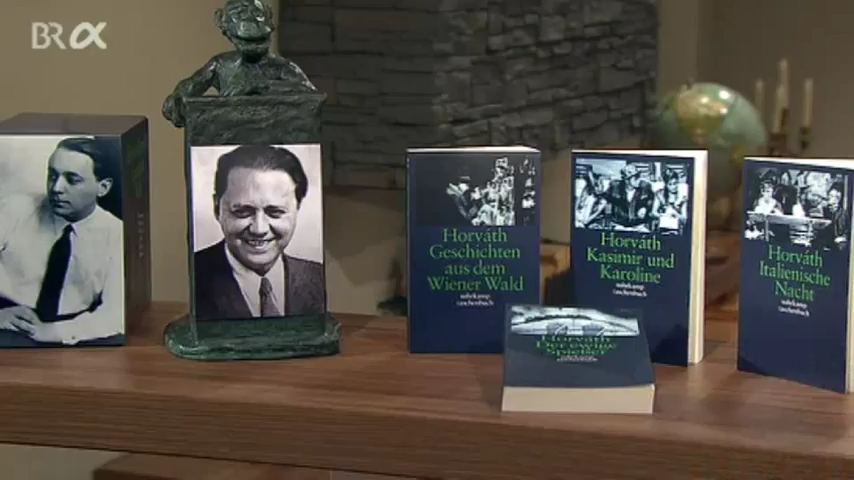 BRα
Horváth
Geschichten
aus dem
Wiener Wald
suhrkamp
taschenbuch
Horváth
Kasimir und
Karoline
suhrkamp
taschenbuch
Horváth
Italienische
Nacht
suhrkamp
taschenbuch
Horváth
Der ewige
Spießer